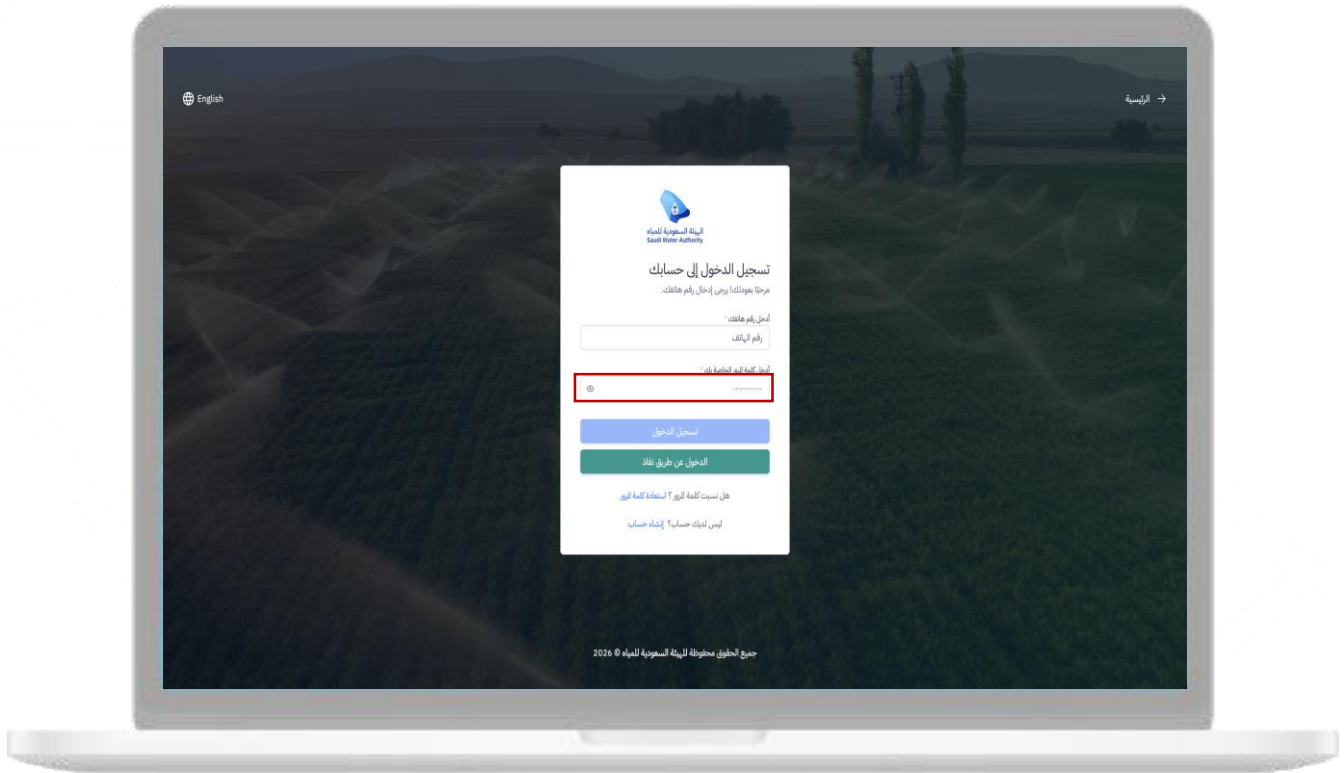 الرئيسية
English
الهيئة السعودية للمياه
Saudi Water Authority
تسجيل الدخول إلى حسابك
مرحبًا بعودتك! يرجى إدخال رقم هاتفك.
أدخل رقم هاتفك *
رقم الهاتف
أدخل كلمة المرور الخاصة بك *
............
تسجيل الدخول
الدخول عن طريق نفاذ
هل نسيت كلمة المرور؟ استعادة كلمة المرور
ليس لديك حساب؟ إنشاء حساب
جميع الحقوق محفوظة للهيئة السعودية للمياه © 2026